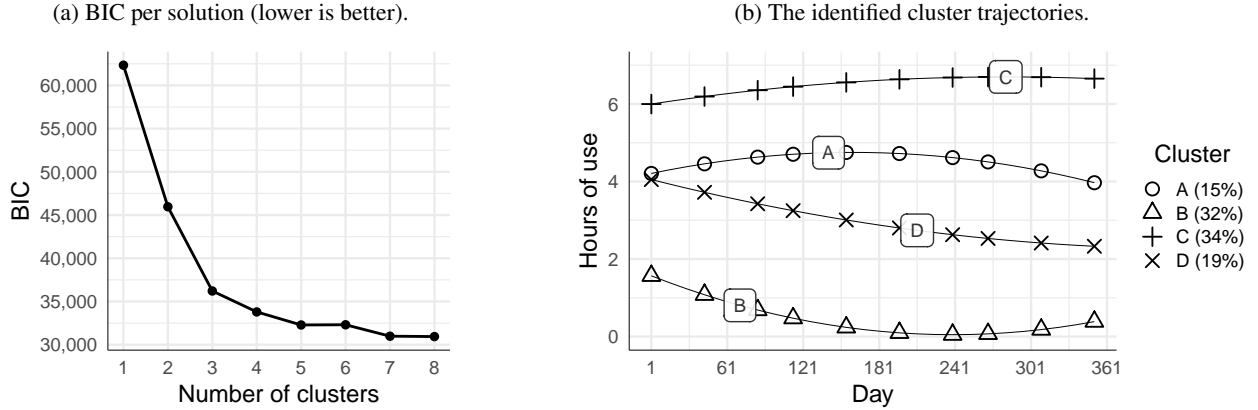 (a) BIC per solution (lower is better).
60,000
55,000
50,000
45,000
40,000
35,000
30,000
BIC
1 2 3 4 5 6 7 8
Number of clusters
(b) The identified cluster trajectories.
6
4
2
0
Hours of use
C
A
D
B
1 61 121 181 241 301 361
Day
Cluster
A (15%)
B (32%)
C (34%)
D (19%)